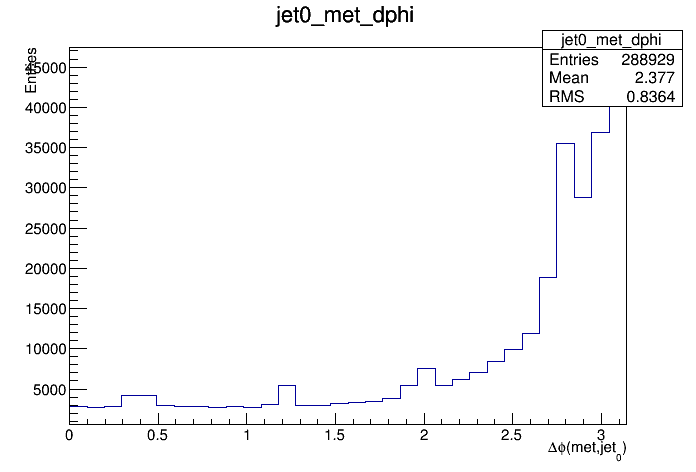 jet0_met_dphi
jet0_met_dphi
Entries 288929
Mean 2.377
RMS 0.8364
Entries
45000
40000
35000
30000
25000
20000
15000
10000
5000
0 0.5 1 1.5 2 2.5 3
Δϕ(met,jet₀)